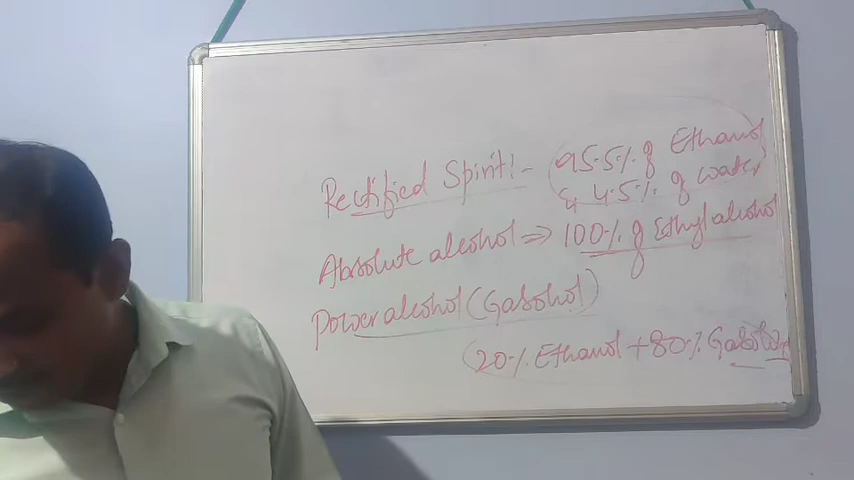 Rectified Spirit:- (95.5% of Ethanol
& 4.5% of water
Absolute alcohol => 100% of Ethyl alcohol
Power alcohol (Gasohol)
(20% Ethanol + 80% Gasoline